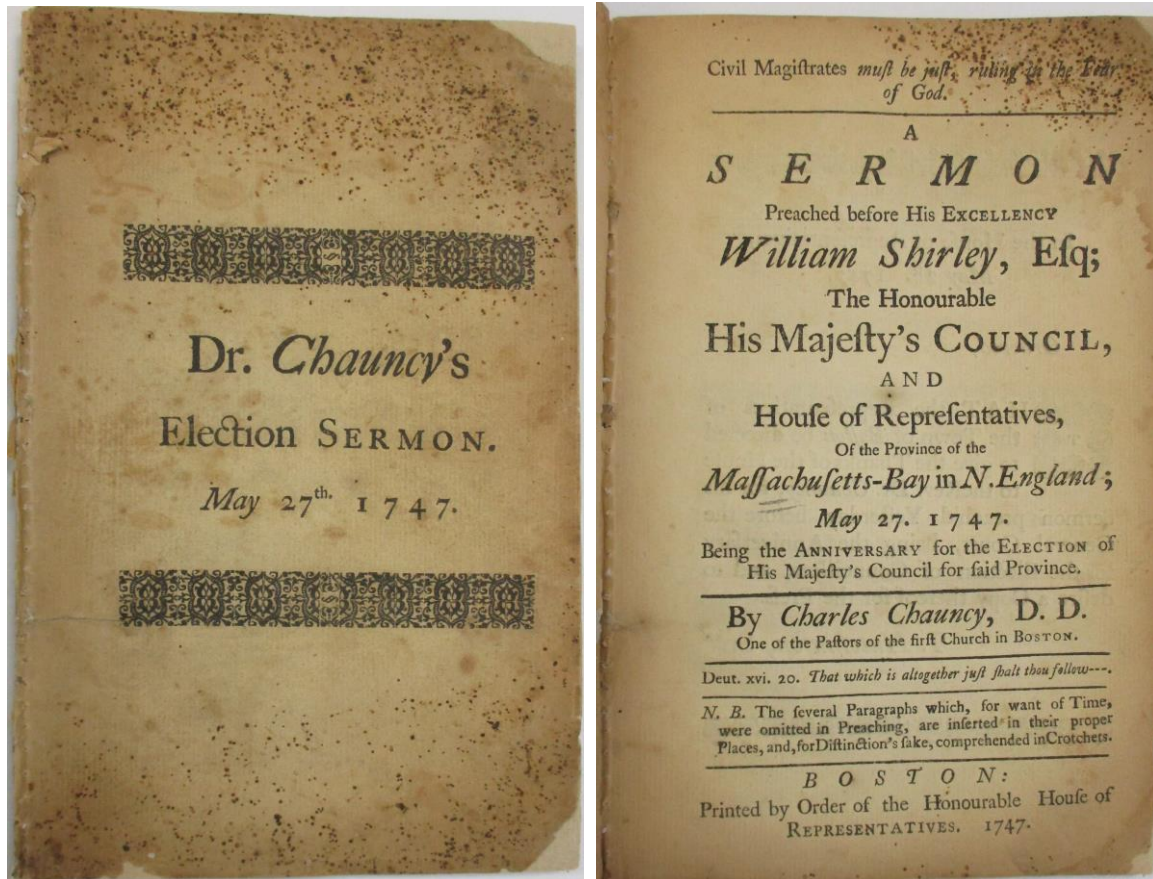 Dr. Chauncy's
Election SERMON.
May 27th. 1747.
Civil Magiſtrates muſt be juſt, ruling in the Fear
of God.
A
SERMON
Preached before His EXCELLENCY
William Shirley, Eſq;
The Honourable
His Majeſty's COUNCIL,
AND
Houſe of Repreſentatives,
Of the Province of the
Maſſachuſetts-Bay in N. England;
May 27. 1747.
Being the ANNIVERSARY for the ELECTION of
His Majeſty's Council for ſaid Province.
By Charles Chauncy, D. D.
One of the Paſtors of the firſt Church in BOSTON.
Deut. xvi. 20. That which is altogether juſt ſhalt thou follow---.
N. B. The ſeveral Paragraphs which, for want of Time,
were omitted in Preaching, are inſerted in their proper
Places, and, for Diſtinction's ſake, comprehended in Crotchets.
BOSTON:
Printed by Order of the Honourable Houſe of
REPRESENTATIVES. 1747.